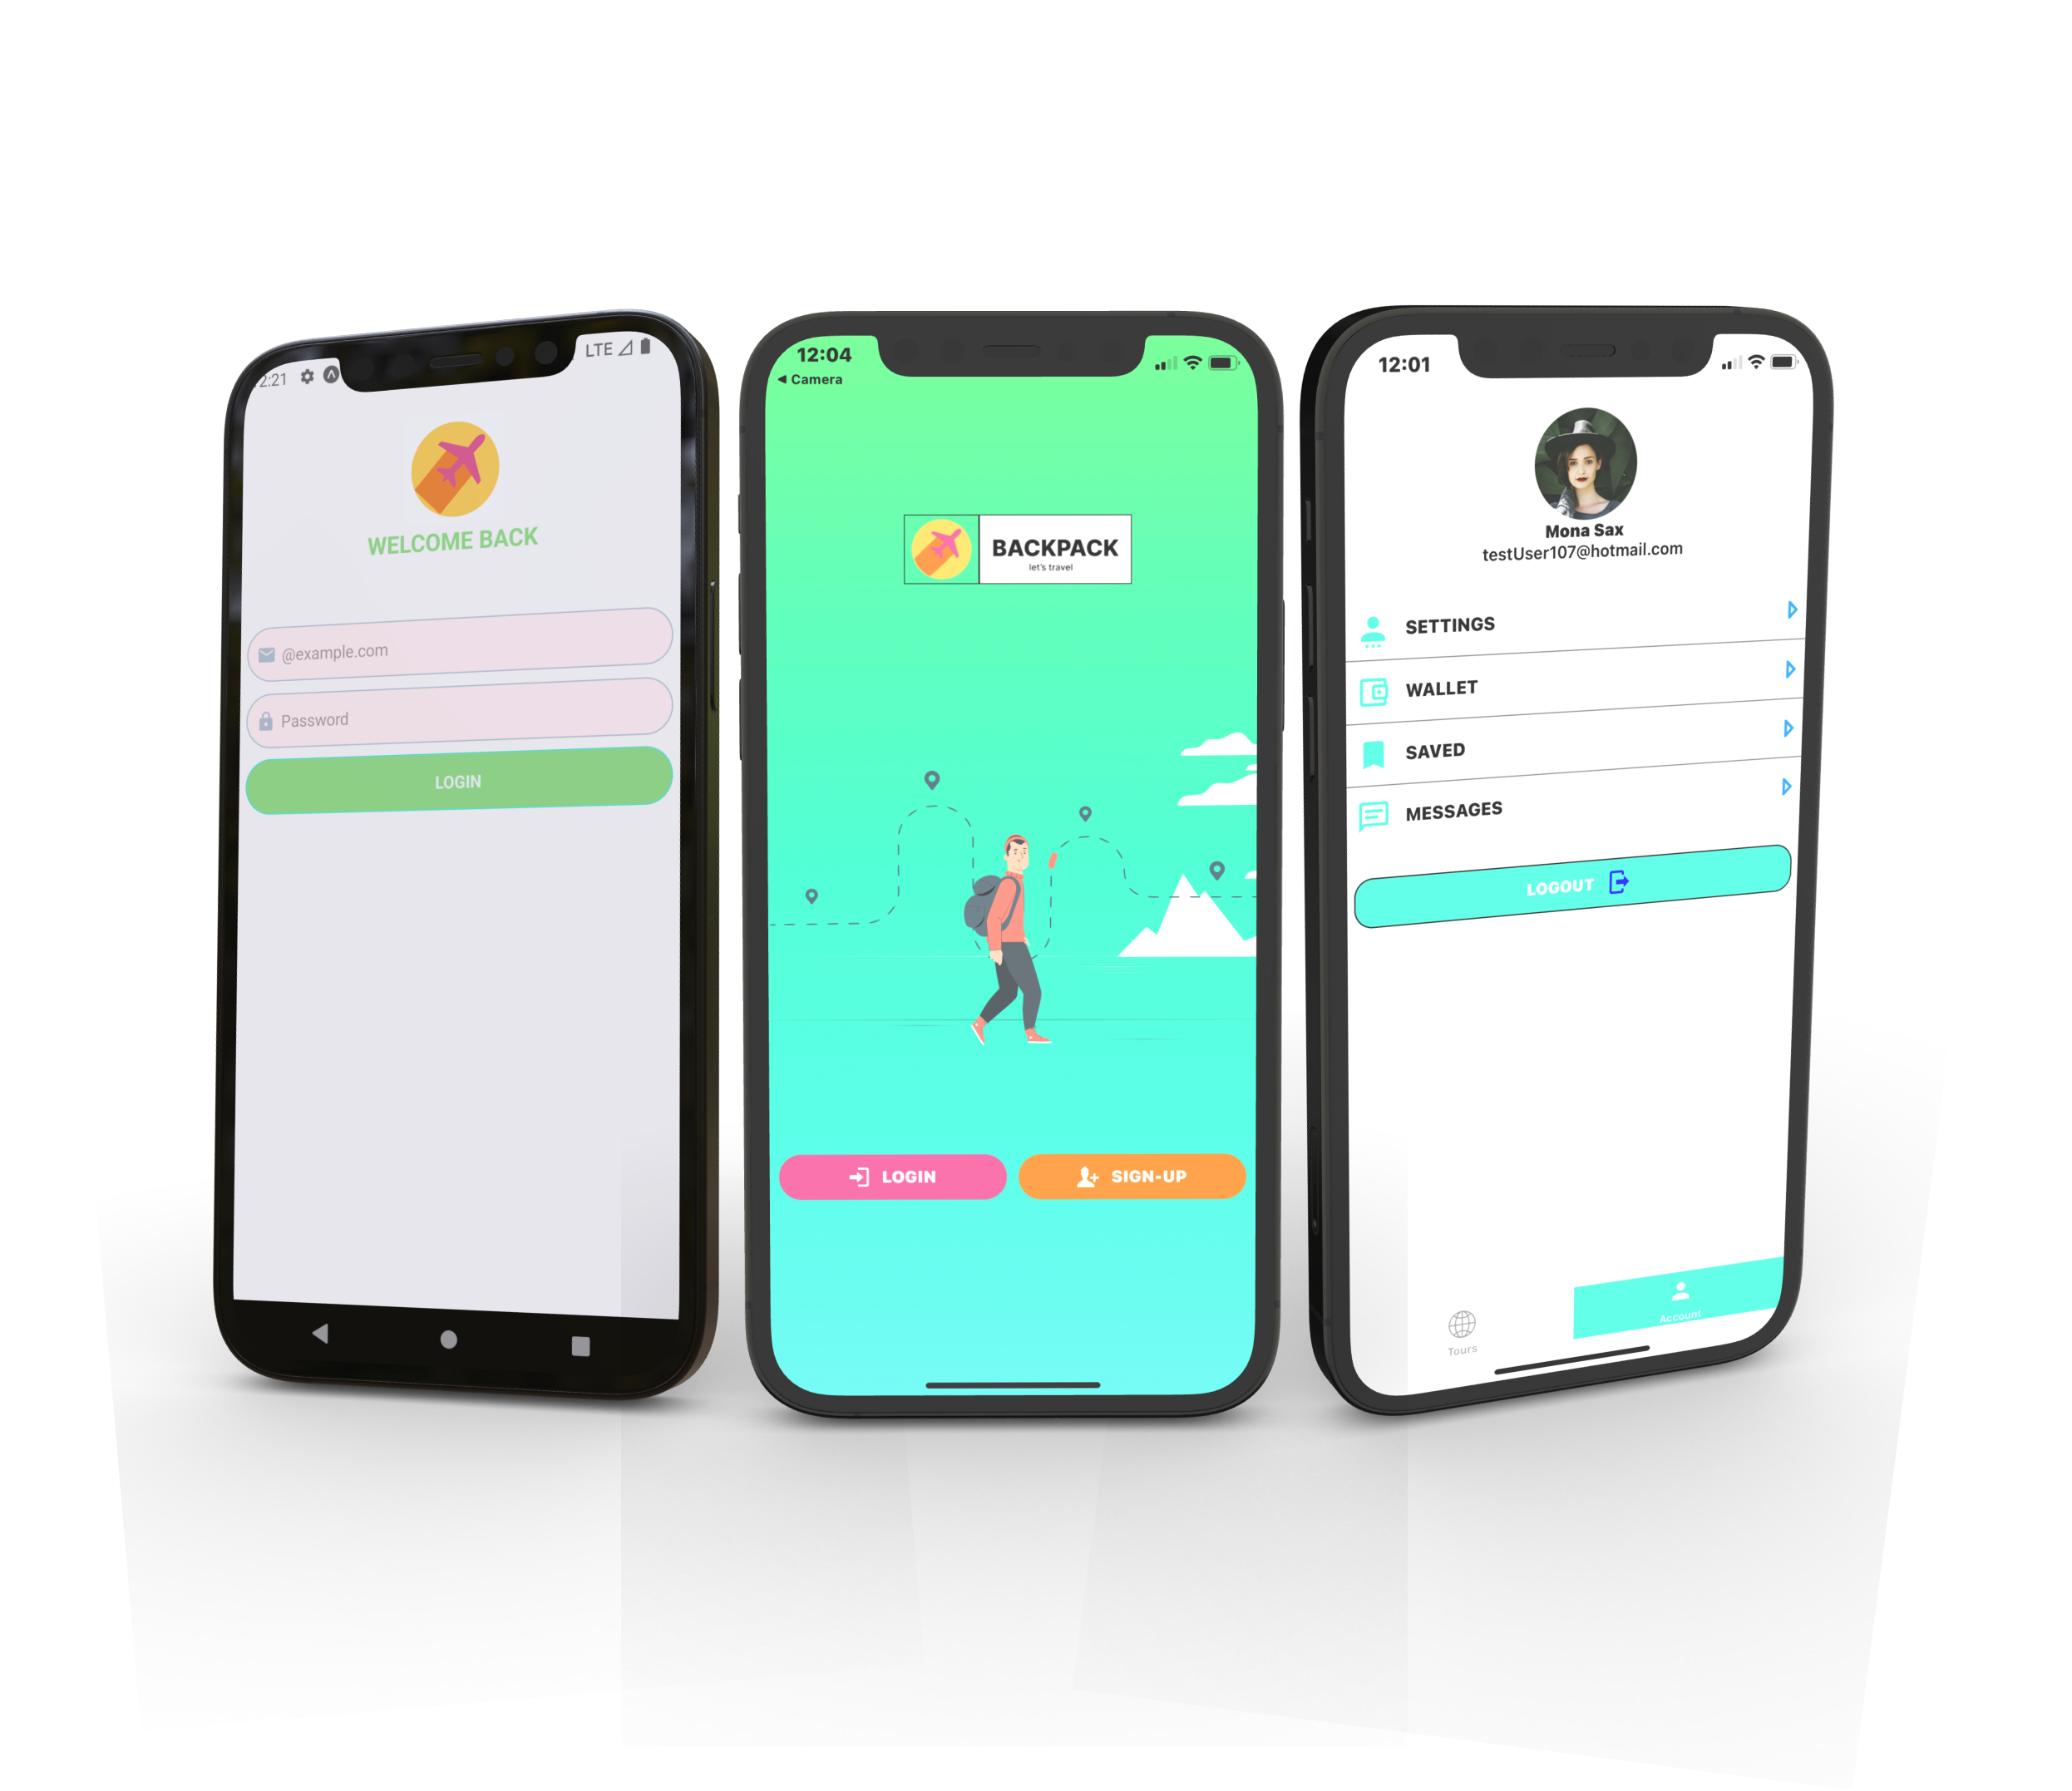 2:21
LTE
WELCOME BACK
@example.com
Password
LOGIN
12:04
Camera
BACKPACK
let's travel
LOGIN
SIGN-UP
12:01
Mona Sax
testUser107@hotmail.com
SETTINGS
WALLET
SAVED
MESSAGES
LOGOUT
Tours
Account